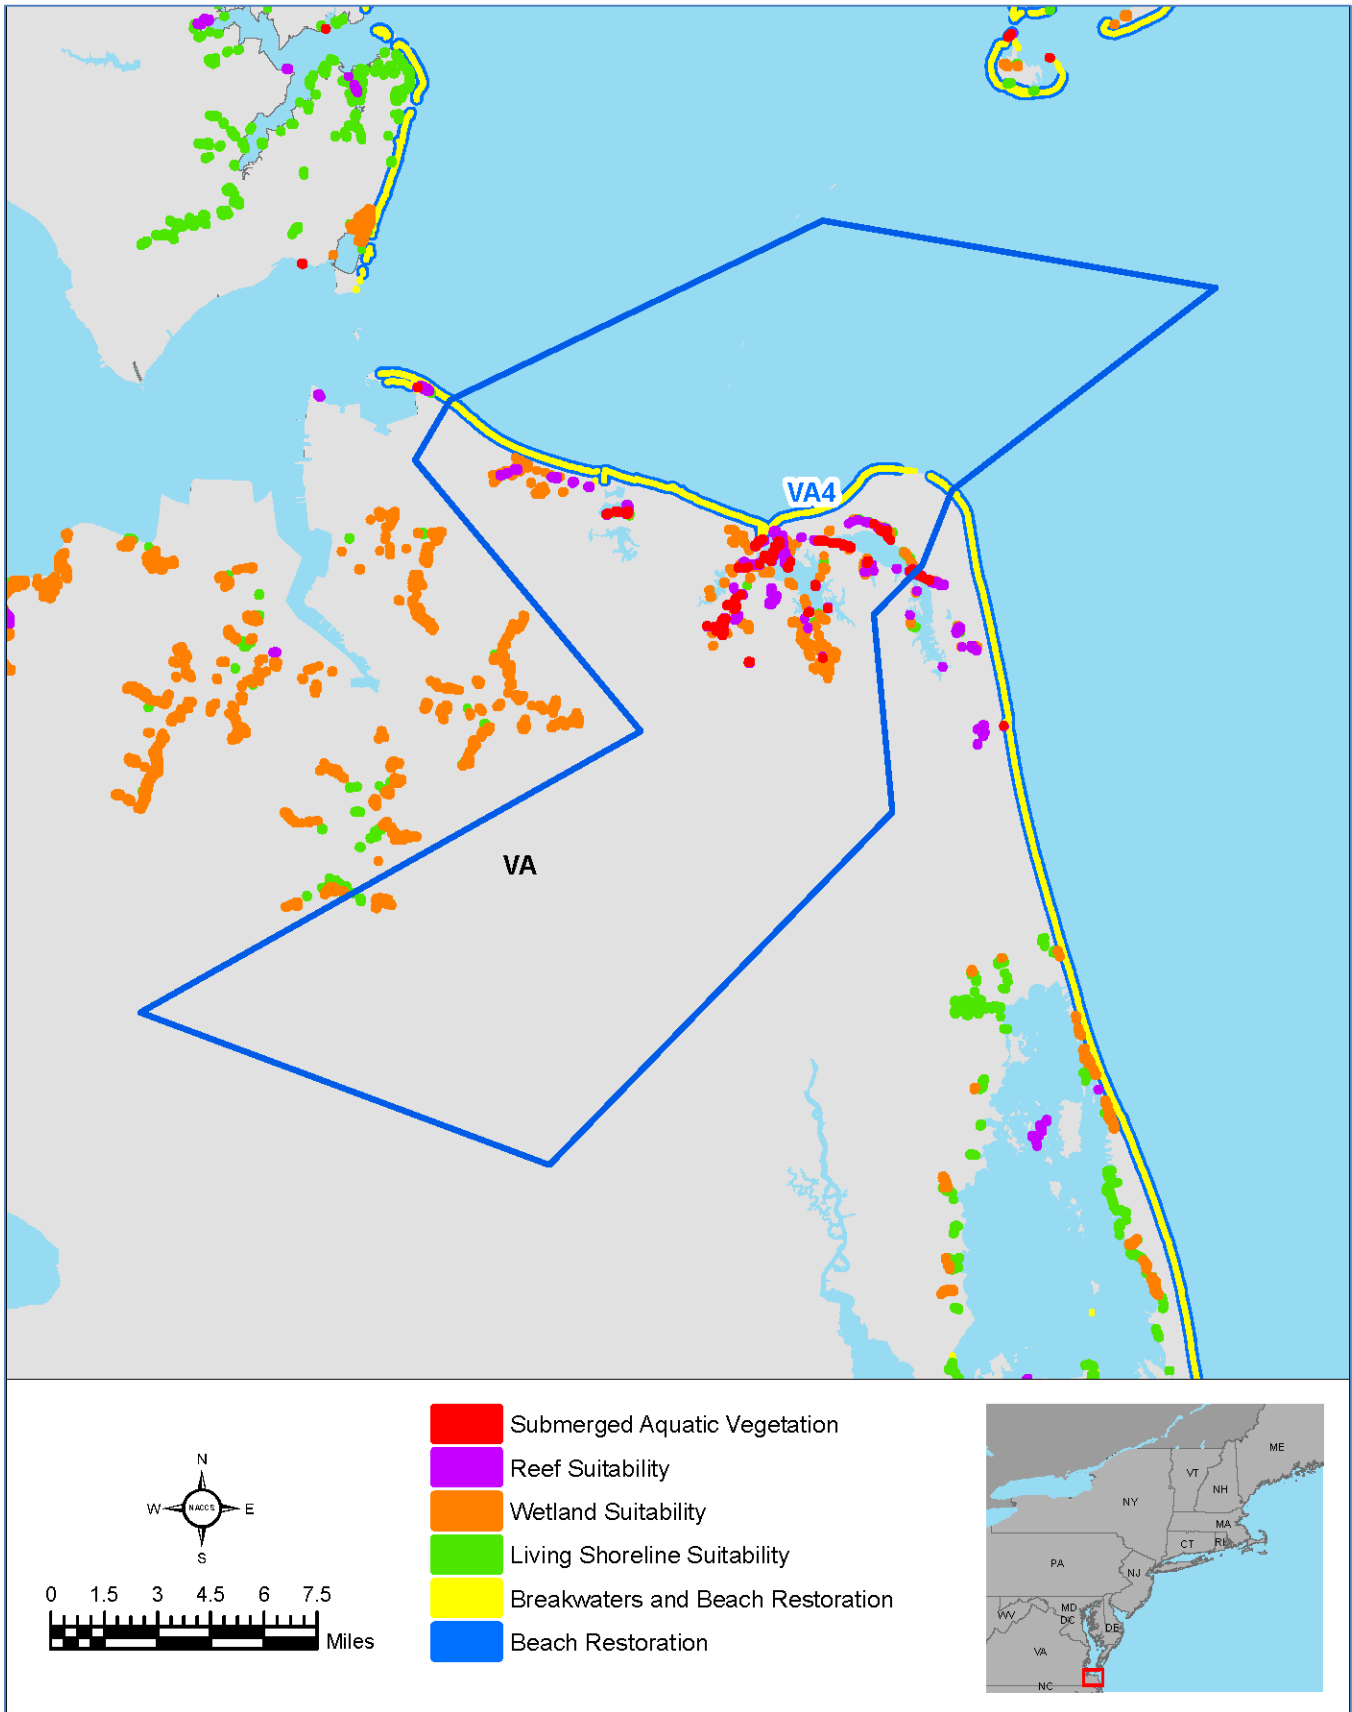 VA4
VA
N
W NACCS E
S
0 1.5 3 4.5 6 7.5
Miles
Submerged Aquatic Vegetation
Reef Suitability
Wetland Suitability
Living Shoreline Suitability
Breakwaters and Beach Restoration
Beach Restoration
ME
VT
NH
NY
MA
CT RI
PA
NJ
MD
WV DC
DE
VA
NC